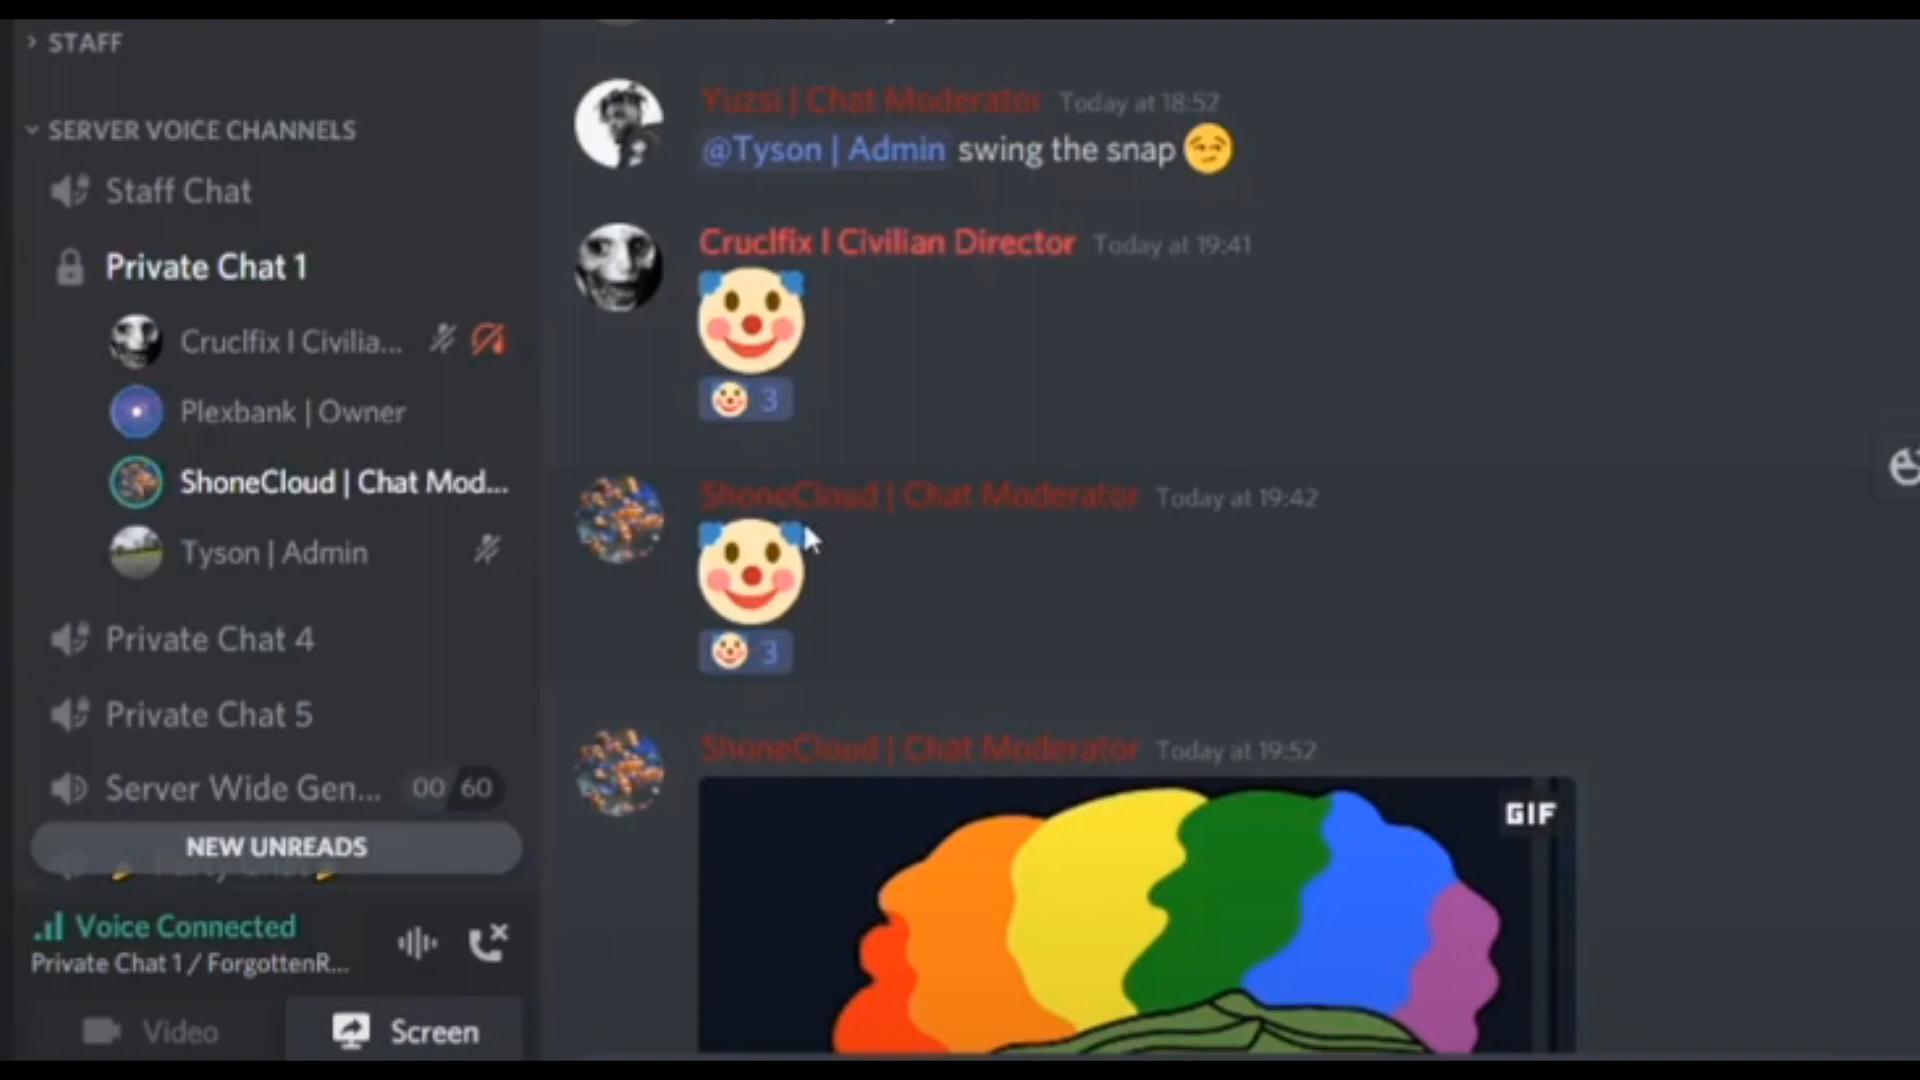 STAFF
SERVER VOICE CHANNELS
Staff Chat
Private Chat 1
Cruclfix l Civilia...
Plexbank | Owner
ShoneCloud | Chat Mod...
Tyson | Admin
Private Chat 4
Private Chat 5
Server Wide Gen... 00 60
NEW UNREADS
Voice Connected
Private Chat 1 / ForgottenR...
Video
Screen
Yuzsi | Chat Moderator Today at 18:52
@Tyson | Admin swing the snap
Cruclfix l Civilian Director Today at 19:41
3
ShoneCloud | Chat Moderator Today at 19:42
3
ShoneCloud | Chat Moderator Today at 19:52
GIF